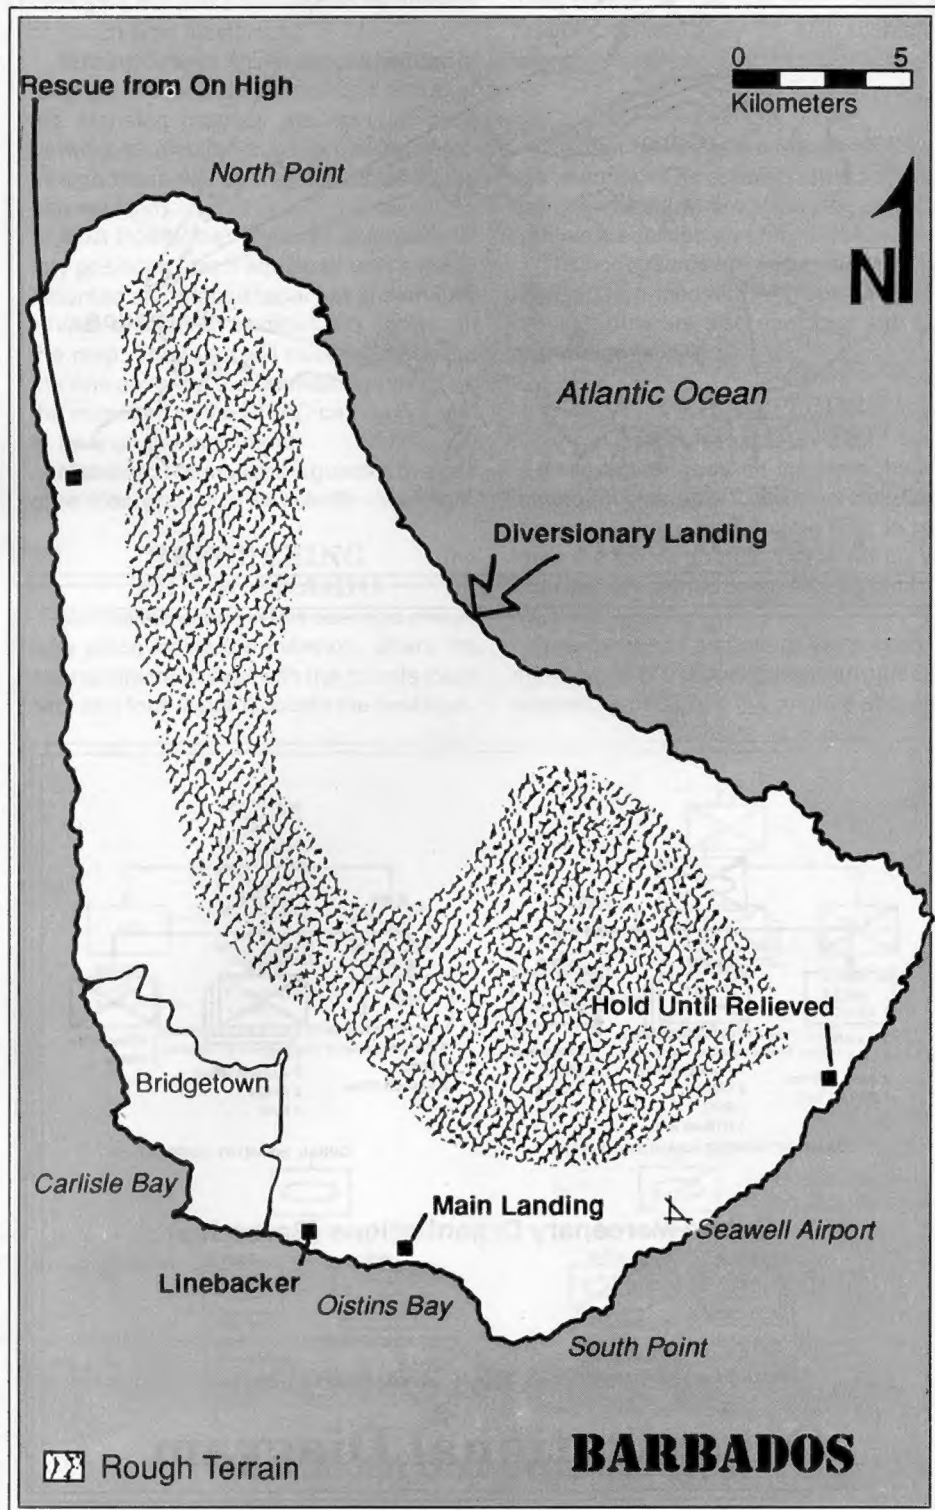 0 5
Kilometers
Rescue from On High
North Point
N
Atlantic Ocean
Diversionary Landing
Hold Until Relieved
Bridgetown
Carlisle Bay
Main Landing
Seawell Airport
Linebacker
Oistins Bay
South Point
Rough Terrain
BARBADOS